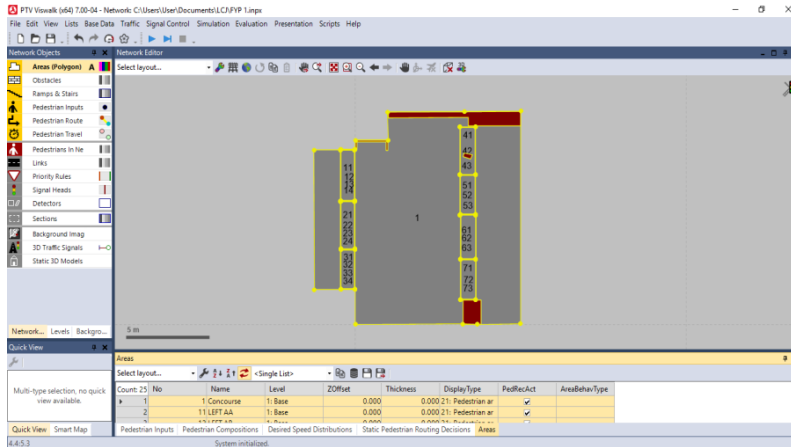 PTV Viswalk (64 bit) 7.00-04 - Network: C:\Users\User\Documents\LCJ\FYP 1.inpx
File Edit View Lists Base Data Traffic Signal Control Simulation Evaluation Presentation Scripts Help
Network Objects
Network Editor
Areas (Polygon) A
Select layout...
Obstacles
Ramps & Stairs
Pedestrian Inputs
Pedestrian Route
Pedestrian Travel
Pedestrians In Ne
Links
Priority Rules
Signal Heads
Detectors
Sections
Background Imag
3D Traffic Signals
Static 3D Models
11
12
13
14
21
22
23
24
31
32
33
34
1
41
42
43
51
52
53
61
62
63
71
72
73
5 m
Network... Levels Backgro...
Quick View
Areas
Select layout... <Single List>
Multi-type selection, no quick view available.
Count: 25 No Name Level ZOffset Thickness DisplayType PedRecAct AreaBehavType
1 1 Concourse 1: Base 0.000 0.000 21: Pedestrian ar
2 11 LEFT AA 1: Base 0.000 0.000 21: Pedestrian ar
Quick View Smart Map
Pedestrian Inputs Pedestrian Compositions Desired Speed Distributions Static Pedestrian Routing Decisions Areas
4.4:5.3
System initialized.